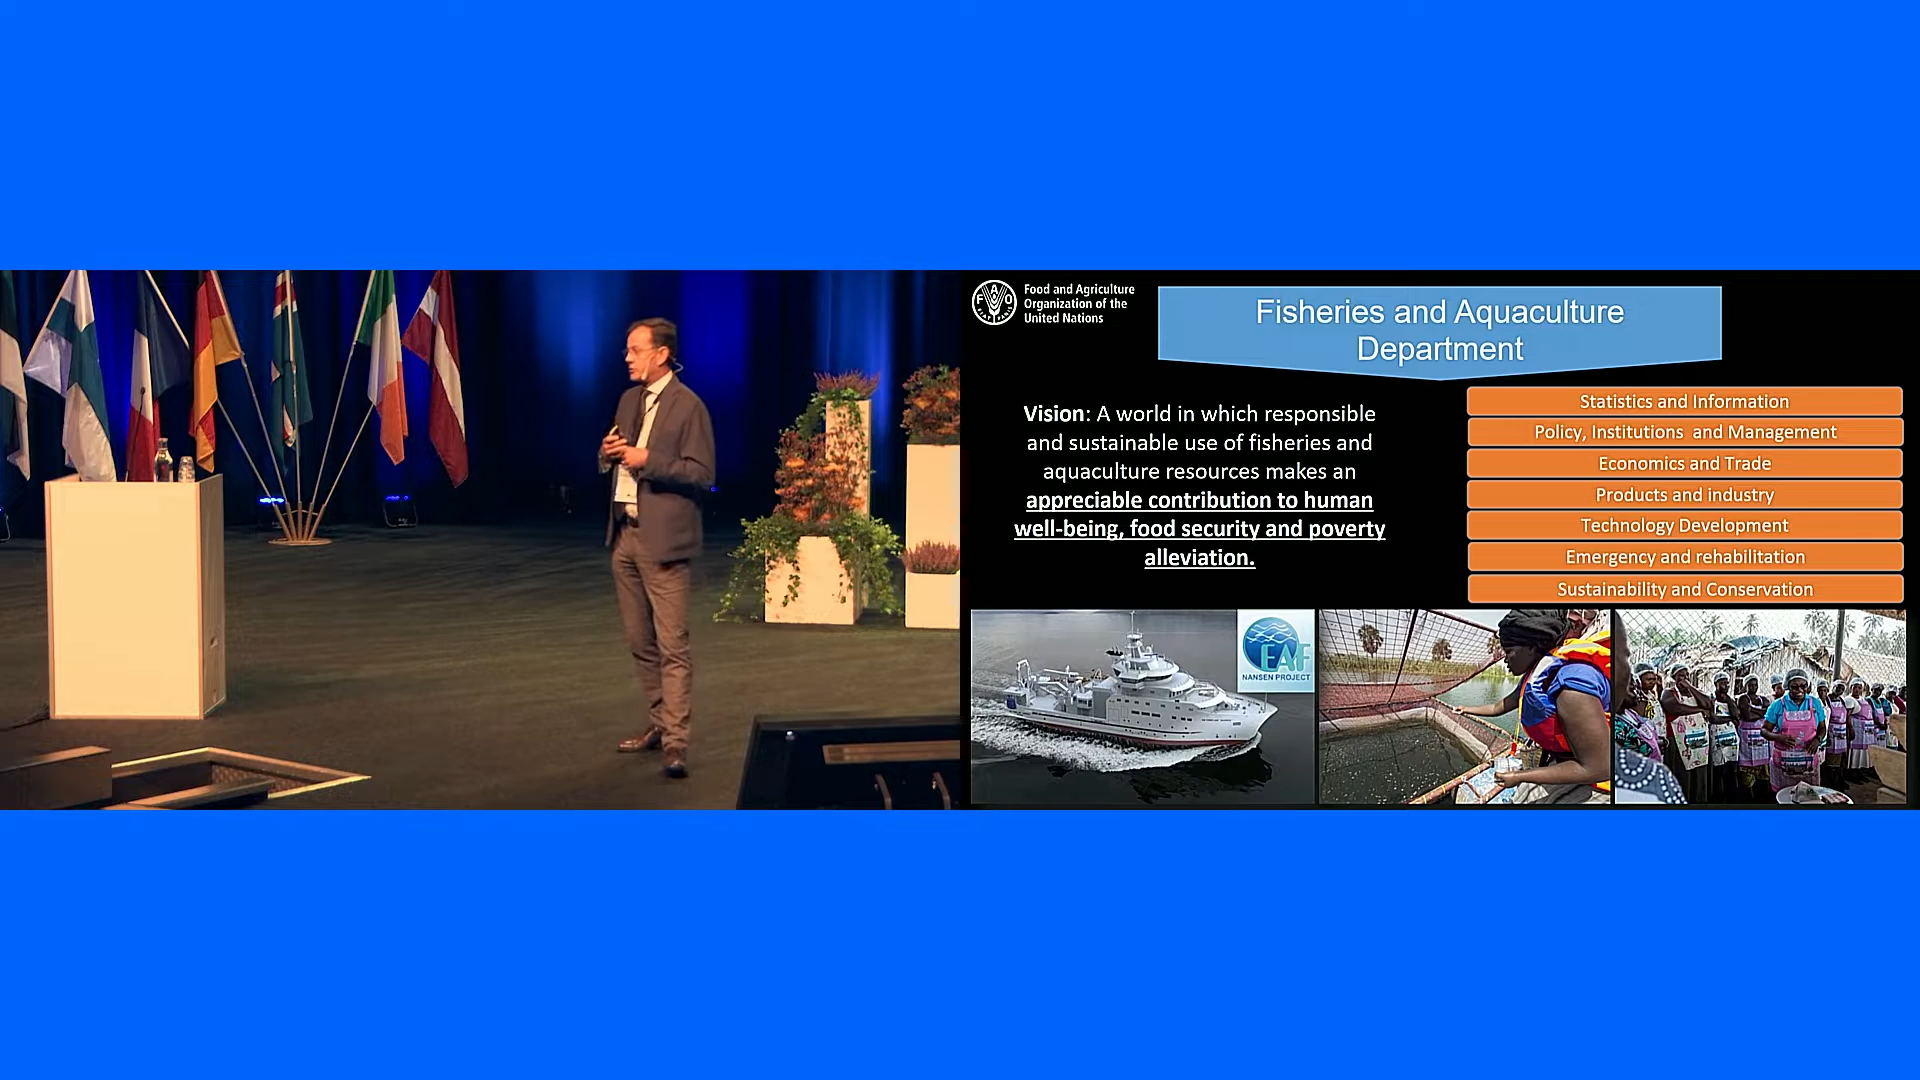 Food and Agriculture
Organization of the
United Nations
Fisheries and Aquaculture
Department
Vision: A world in which responsible
and sustainable use of fisheries and
aquaculture resources makes an
appreciable contribution to human
well-being, food security and poverty
alleviation.
Statistics and Information
Policy, Institutions and Management
Economics and Trade
Products and industry
Technology Development
Emergency and rehabilitation
Sustainability and Conservation
EAF
NANSEN PROJECT